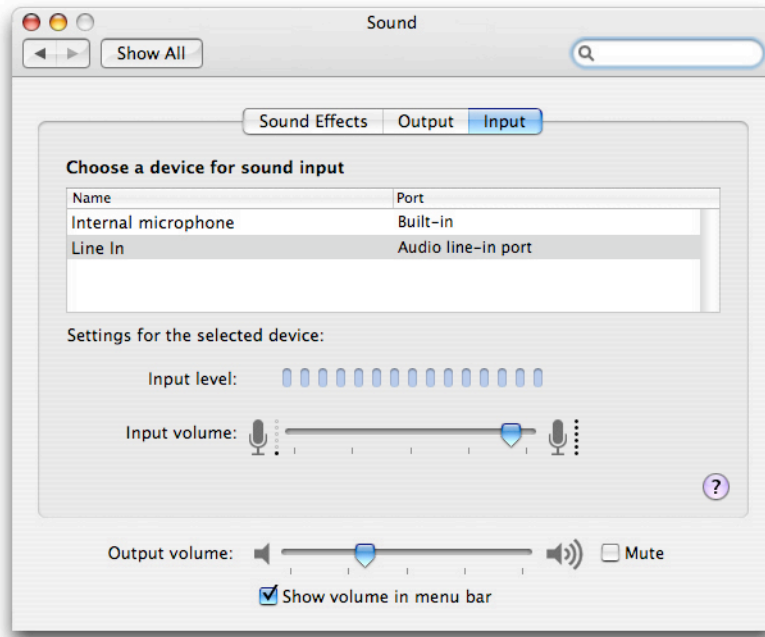 Sound
Show All
Sound Effects Output Input
Choose a device for sound input
Name Port
Internal microphone Built-in
Line In Audio line-in port
Settings for the selected device:
Input level:
Input volume:
?
Output volume: Mute
Show volume in menu bar